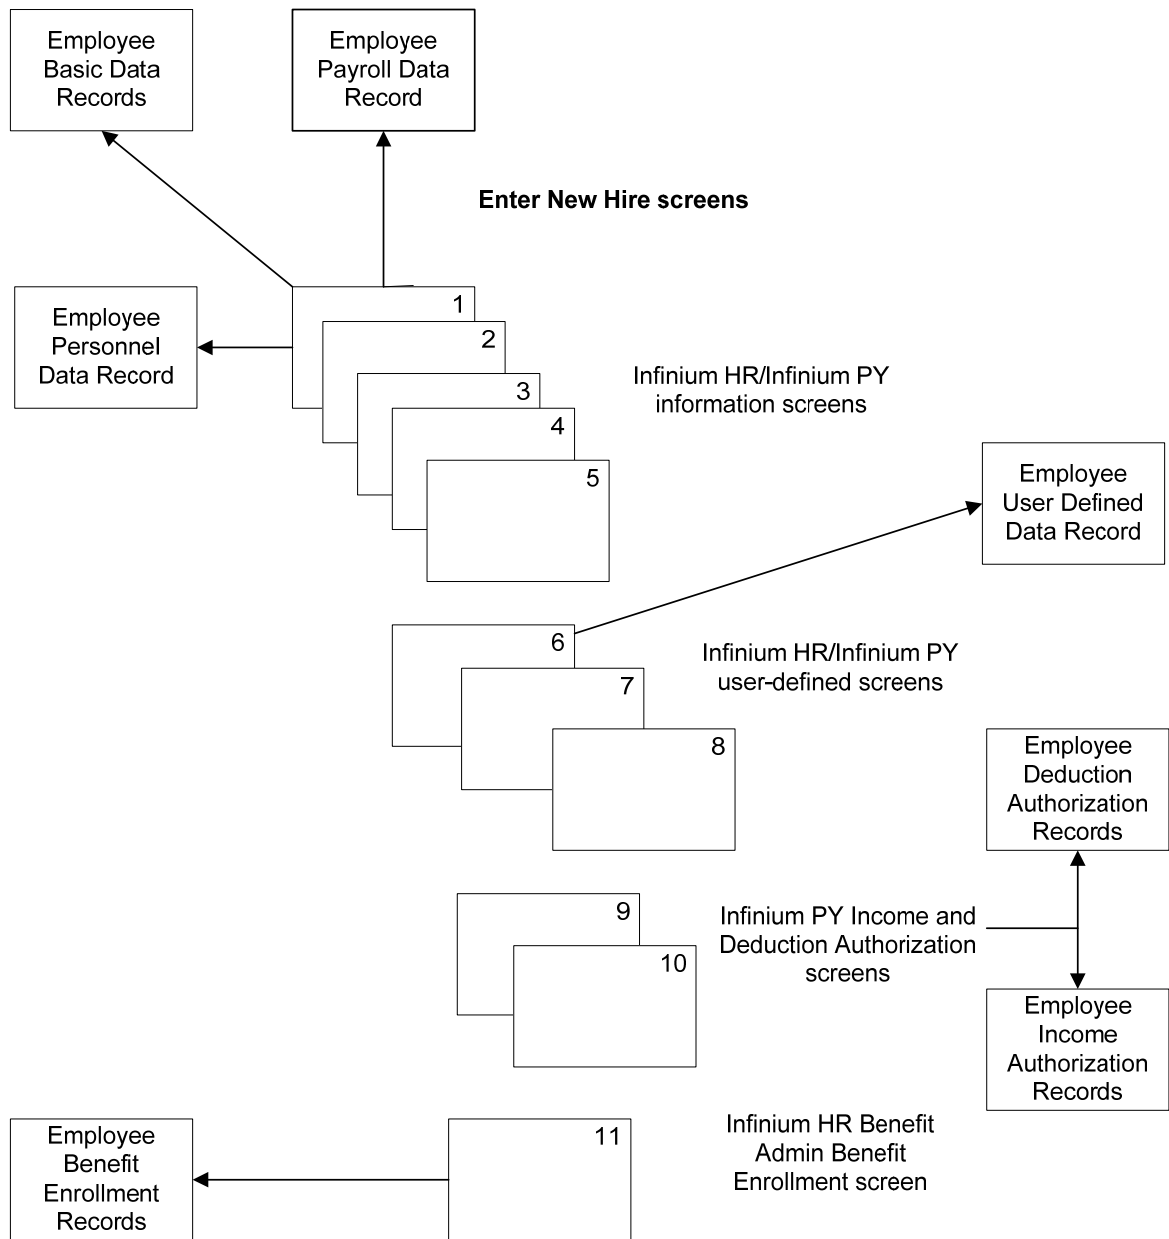 Employee
Basic Data
Records
Employee
Payroll Data
Record
Enter New Hire screens
Employee
Personnel
Data Record
1
2
3
4
5
Infinium HR/Infinium PY
information screens
Employee
User Defined
Data Record
6
7
8
Infinium HR/Infinium PY
user-defined screens
Employee
Deduction
Authorization
Records
9
10
Infinium PY Income and
Deduction Authorization
screens
Employee
Income
Authorization
Records
Employee
Benefit
Enrollment
Records
11
Infinium HR Benefit
Admin Benefit
Enrollment screen